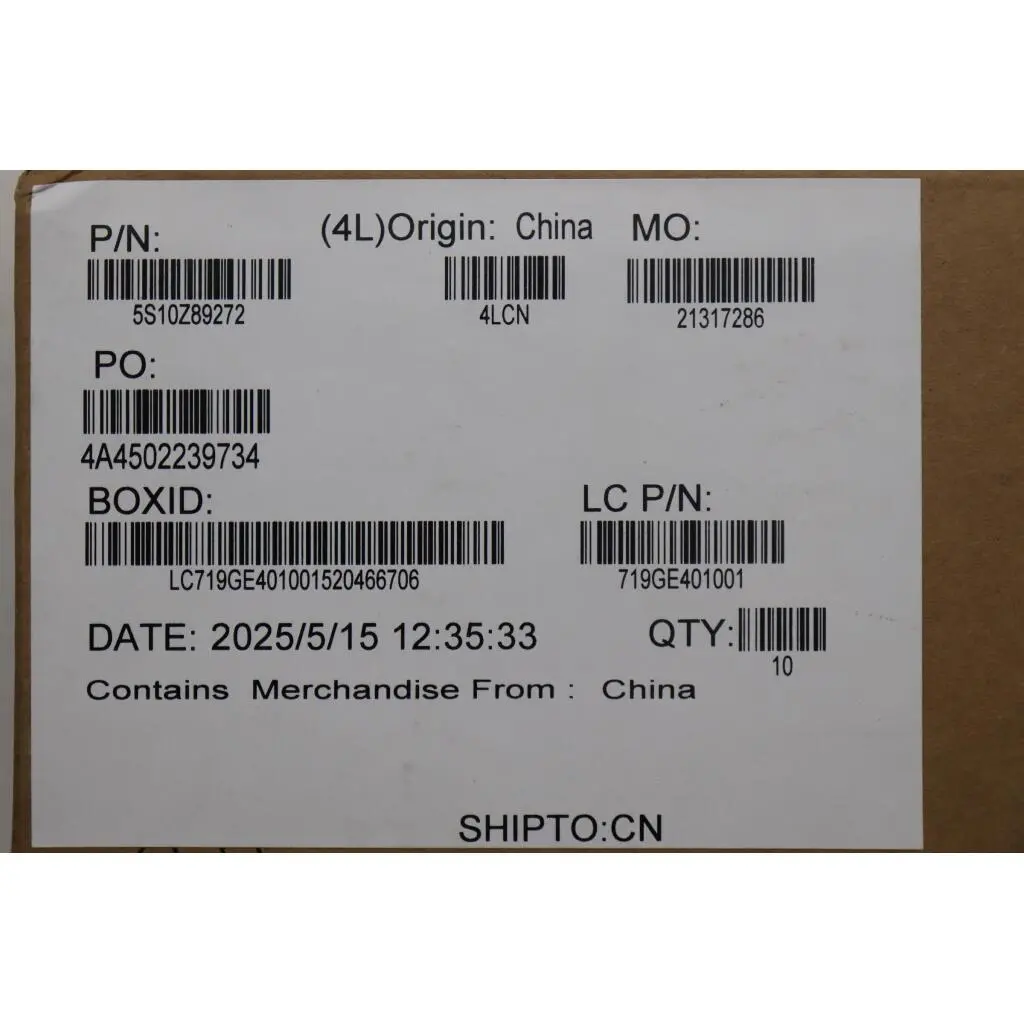 P/N: (4L)Origin: China MO:
5S10Z89272 4LCN 21317286
PO:
4A4502239734
BOXID: LC P/N:
LC719GE401001520466706 719GE401001
DATE: 2025/5/15 12:35:33 QTY:
10
Contains Merchandise From : China
SHIPTO:CN